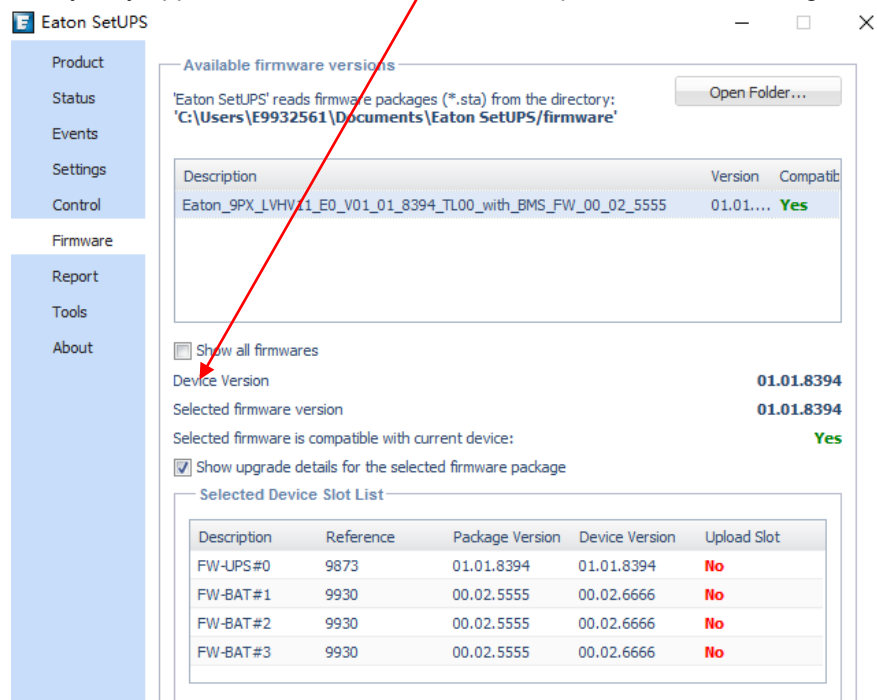 Eaton SetUPS
Product
Status
Events
Settings
Control
Firmware
Report
Tools
About
Available firmware versions
'Eaton SetUPS' reads firmware packages (*.sta) from the directory:
'C:\Users\E9932561\Documents\Eaton SetUPS/firmware'
Open Folder...
Description Version Compatib
Eaton_9PX_LVHV11_E0_V01_01_8394_TL00_with_BMS_FW_00_02_5555 01.01.... Yes
Show all firmwares
Device Version 01.01.8394
Selected firmware version 01.01.8394
Selected firmware is compatible with current device: Yes
Show upgrade details for the selected firmware package
Selected Device Slot List
Description Reference Package Version Device Version Upload Slot
FW-UPS#0 9873 01.01.8394 01.01.8394 No
FW-BAT#1 9930 00.02.5555 00.02.6666 No
FW-BAT#2 9930 00.02.5555 00.02.6666 No
FW-BAT#3 9930 00.02.5555 00.02.6666 No